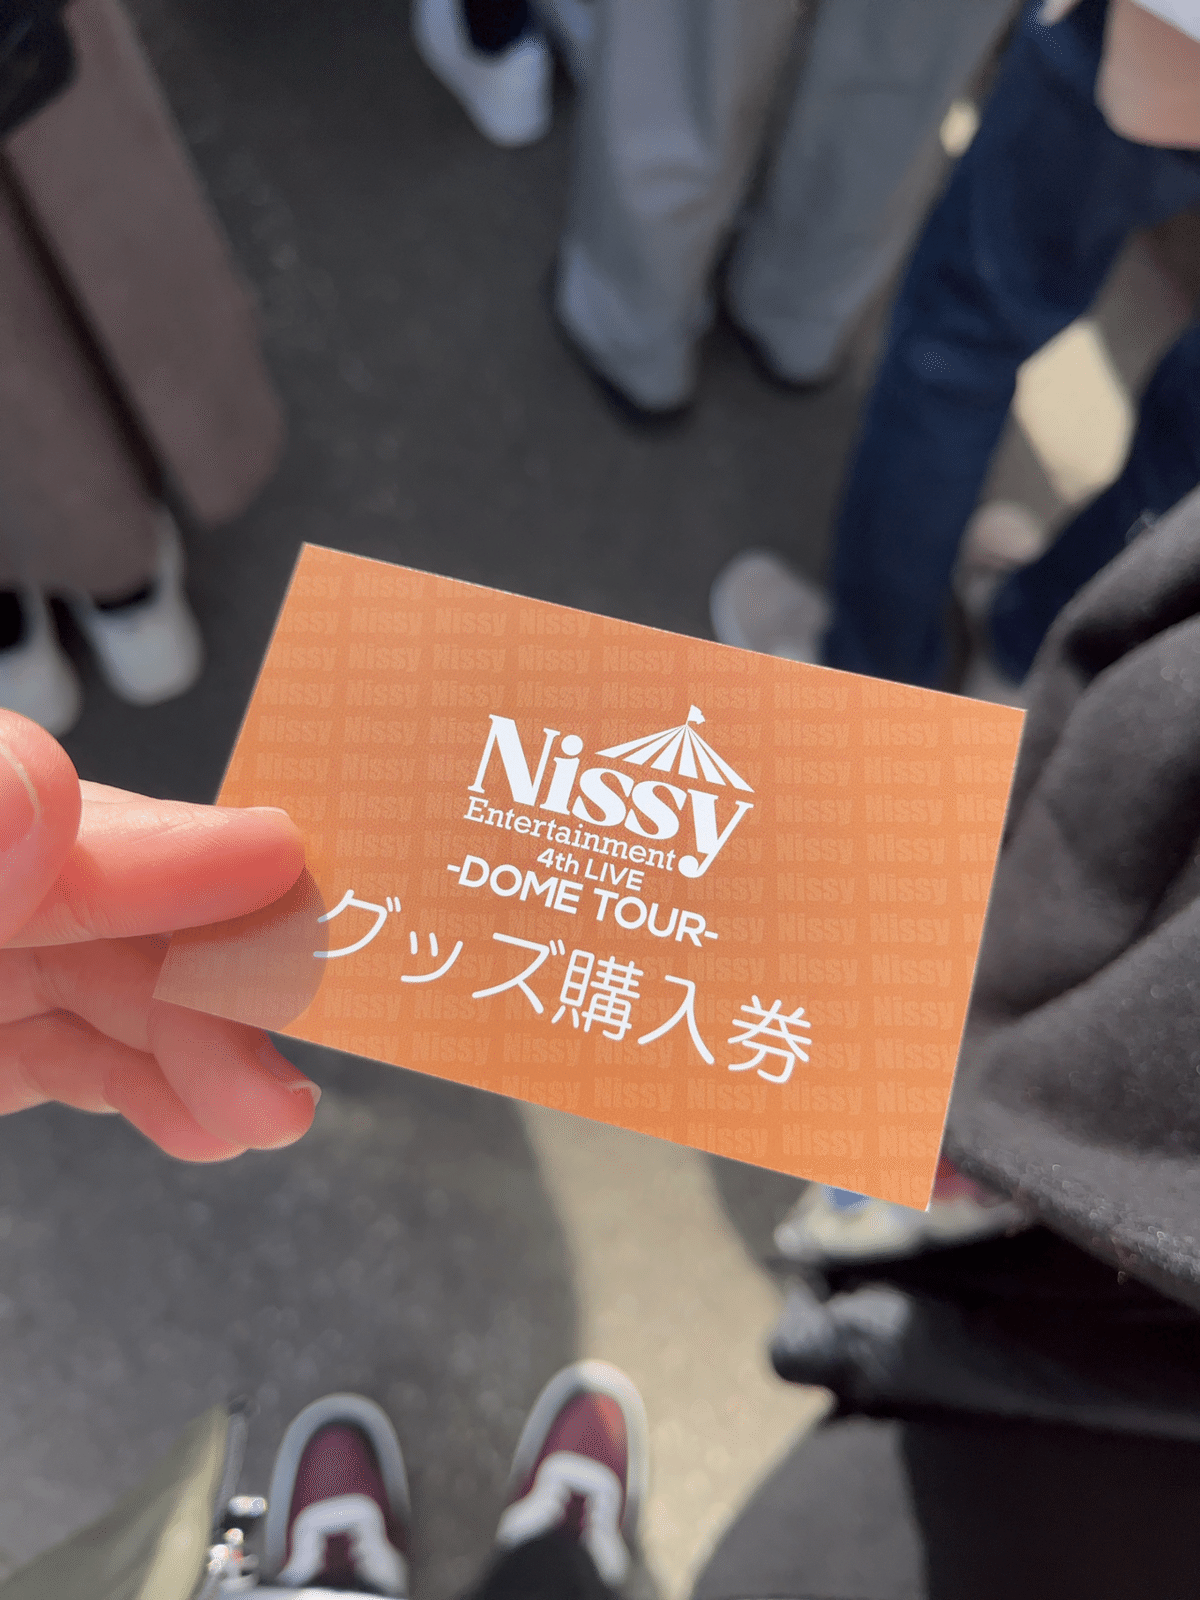 Nissy
Entertainment
4th LIVE
-DOME TOUR-
グッズ購入券